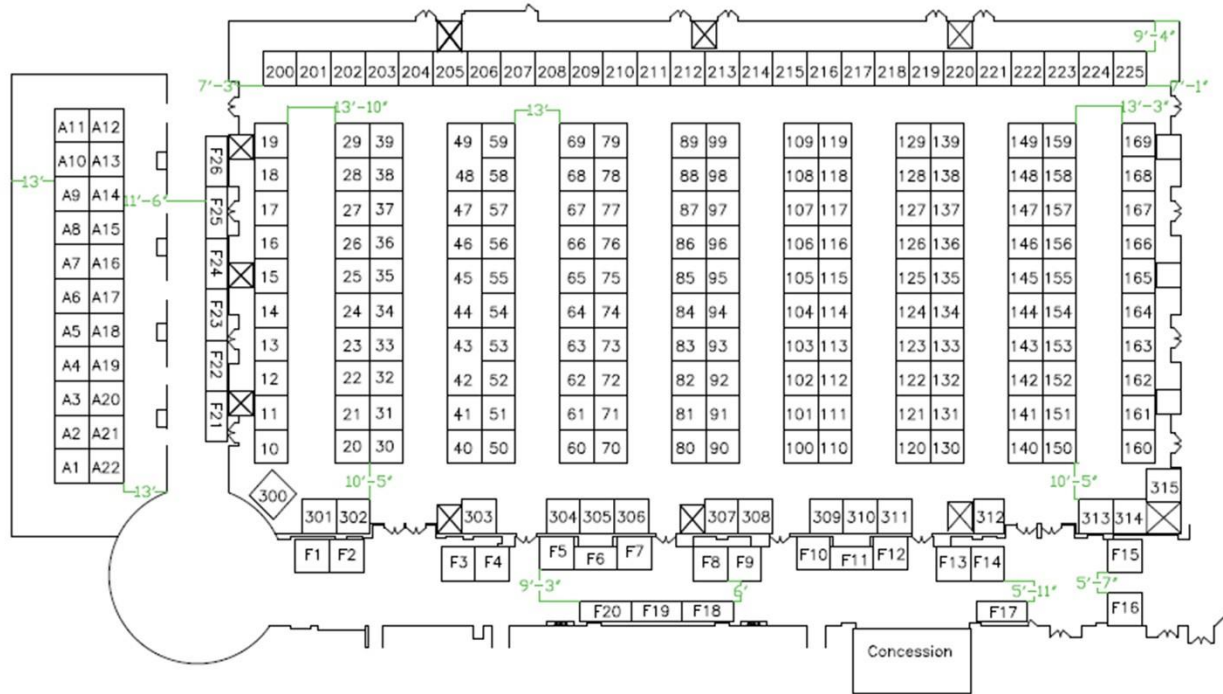 9'-4"
200 201 202 203 204 205 206 207 208 209 210 211 212 213 214 215 216 217 218 219 220 221 222 223 224 225
7'-3" 7'-1"
13'-10" 13' 13'-3"
A11 A12
A10 A13
A9 A14
A8 A15
A7 A16
A6 A17
A5 A18
A4 A19
A3 A20
A2 A21
A1 A22
13'
11'-6"
13'
F26
F25
F24
F23
F22
F21
19 29 39 49 59 69 79 89 99 109 119 129 139 149 159 169
18 28 38 48 58 68 78 88 98 108 118 128 138 148 158 168
17 27 37 47 57 67 77 87 97 107 117 127 137 147 157 167
16 26 36 46 56 66 76 86 96 106 116 126 136 146 156 166
15 25 35 45 55 65 75 85 95 105 115 125 135 145 155 165
14 24 34 44 54 64 74 84 94 104 114 124 134 144 154 164
13 23 33 43 53 63 73 83 93 103 113 123 133 143 153 163
12 22 32 42 52 62 72 82 92 102 112 122 132 142 152 162
11 21 31 41 51 61 71 81 91 101 111 121 131 141 151 161
10 20 30 40 50 60 70 80 90 100 110 120 130 140 150 160
10'-5" 10'-5"
300 315
301 302 303 304 305 306 307 308 309 310 311 312 313 314
F1 F2 F3 F4 F5 F6 F7 F8 F9 F10 F11 F12 F13 F14 F15
9'-3" 6' 5'-11" 5'-7"
F20 F19 F18 F17 F16
Concession